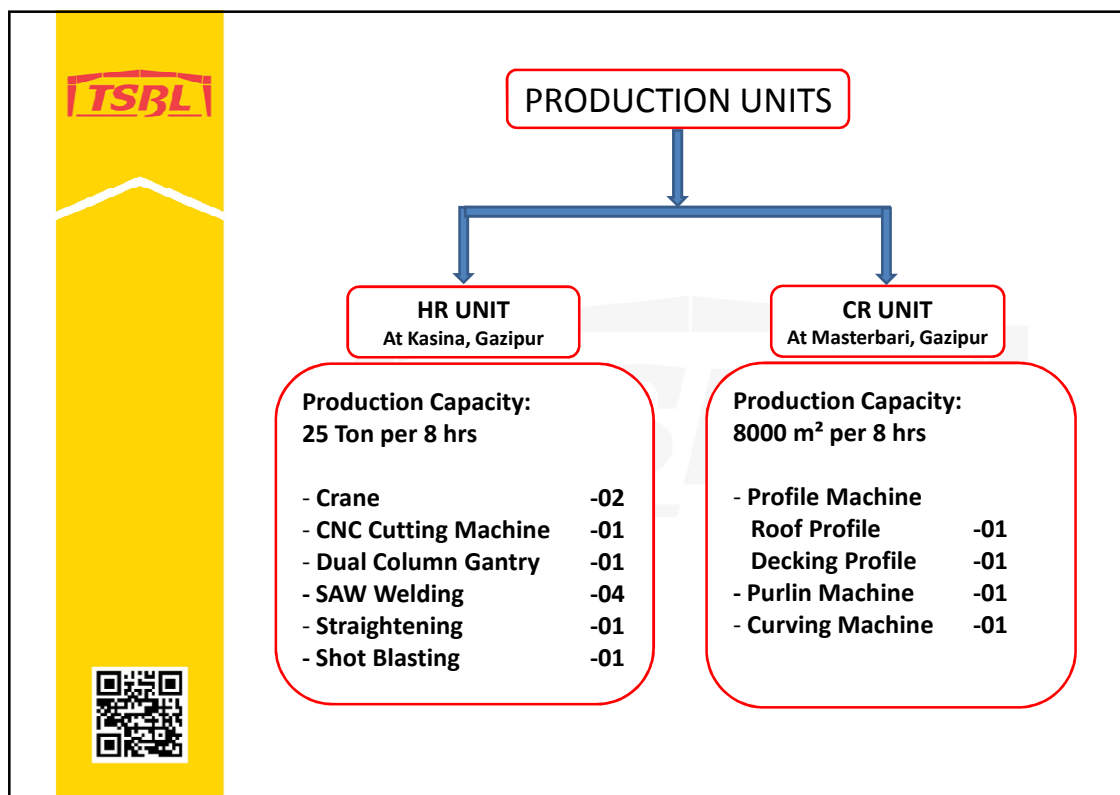 TSBL
PRODUCTION UNITS
HR UNIT
At Kasina, Gazipur
Production Capacity:
25 Ton per 8 hrs
- Crane -02
- CNC Cutting Machine -01
- Dual Column Gantry -01
- SAW Welding -04
- Straightening -01
- Shot Blasting -01
CR UNIT
At Masterbari, Gazipur
Production Capacity:
8000 m² per 8 hrs
- Profile Machine
Roof Profile -01
Decking Profile -01
- Purlin Machine -01
- Curving Machine -01